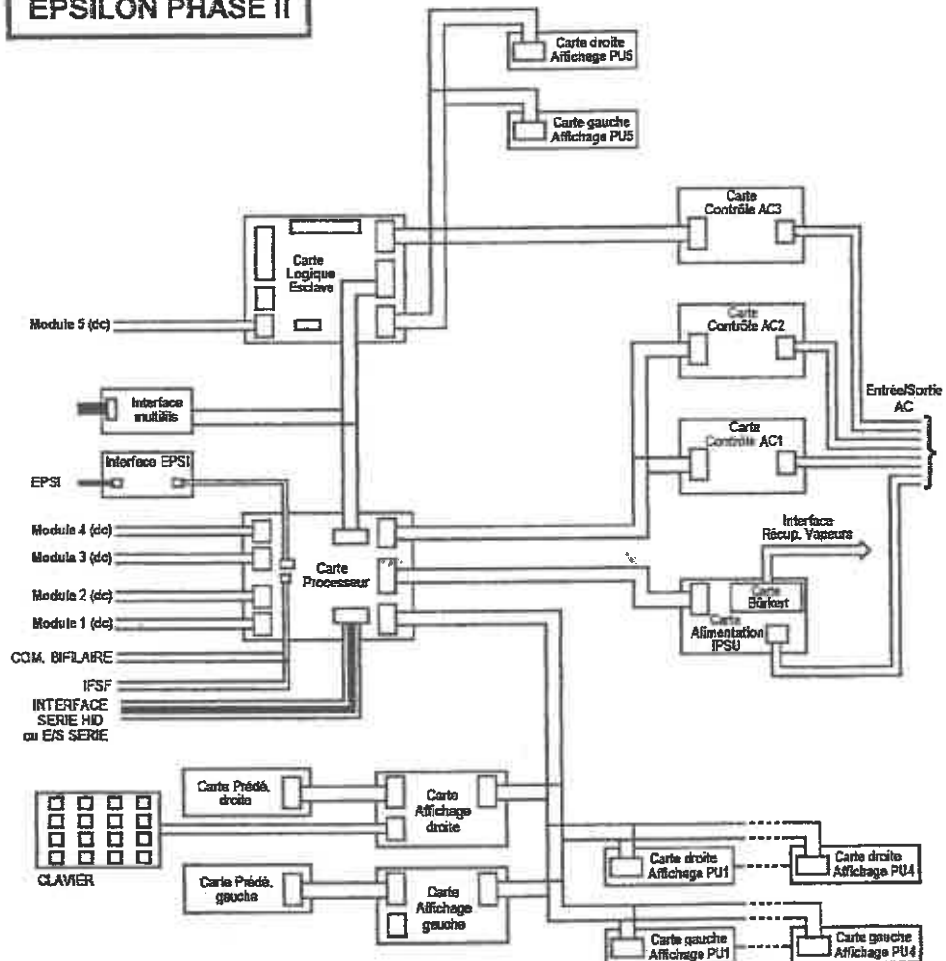 EPSILON PHASE II
Carte droite
Affichage PU5
Carte gauche
Affichage PU5
Carte
Contrôle AC3
Carte
Logique
Esclave
Module 5 (dc)
Carte
Contrôle AC2
Entrée/Sortie
AC
Interface
multifils
Carte
Contrôle AC1
Interface EPSI
EPSI
Interface
Récup. Vapeurs
Module 4 (dc)
Module 3 (dc)
Module 2 (dc)
Module 1 (dc)
Carte
Processeur
Carte
Bürkert
Carte
Alimentation
IPSU
COM. BIFILAIRE
IFSF
INTERFACE
SERIE HID
ou E/S SERIE
Carte Prédé.
droite
Carte
Affichage
droite
CLAVIER
Carte Prédé.
gauche
Carte
Affichage
gauche
Carte droite
Affichage PU1
Carte droite
Affichage PU4
Carte gauche
Affichage PU1
Carte gauche
Affichage PU4